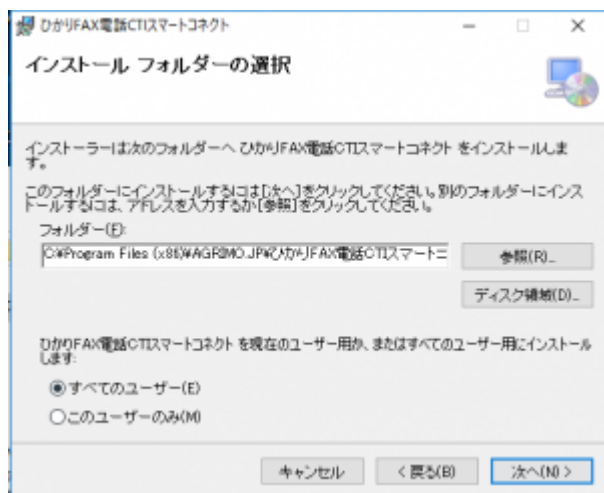 ひかりFAX電話CTIスマートコネクト
インストール フォルダーの選択
インストーラーは次のフォルダーへ ひかりFAX電話CTIスマートコネクト をインストールしま
す。
このフォルダーにインストールするには[次へ]をクリックしてください。別のフォルダーにインス
トールするには、アドレスを入力するか[参照]をクリックしてください。
フォルダー(F):
C:¥Program Files (x86)¥AGRIMO.JP¥ひかりFAX電話CTIスマートコ
参照(R)...
ディスク領域(D)...
ひかりFAX電話CTIスマートコネクト を現在のユーザー用か、またはすべてのユーザー用にインストール
します:
すべてのユーザー(E)
このユーザーのみ(M)
キャンセル
< 戻る(B)
次へ(N) >